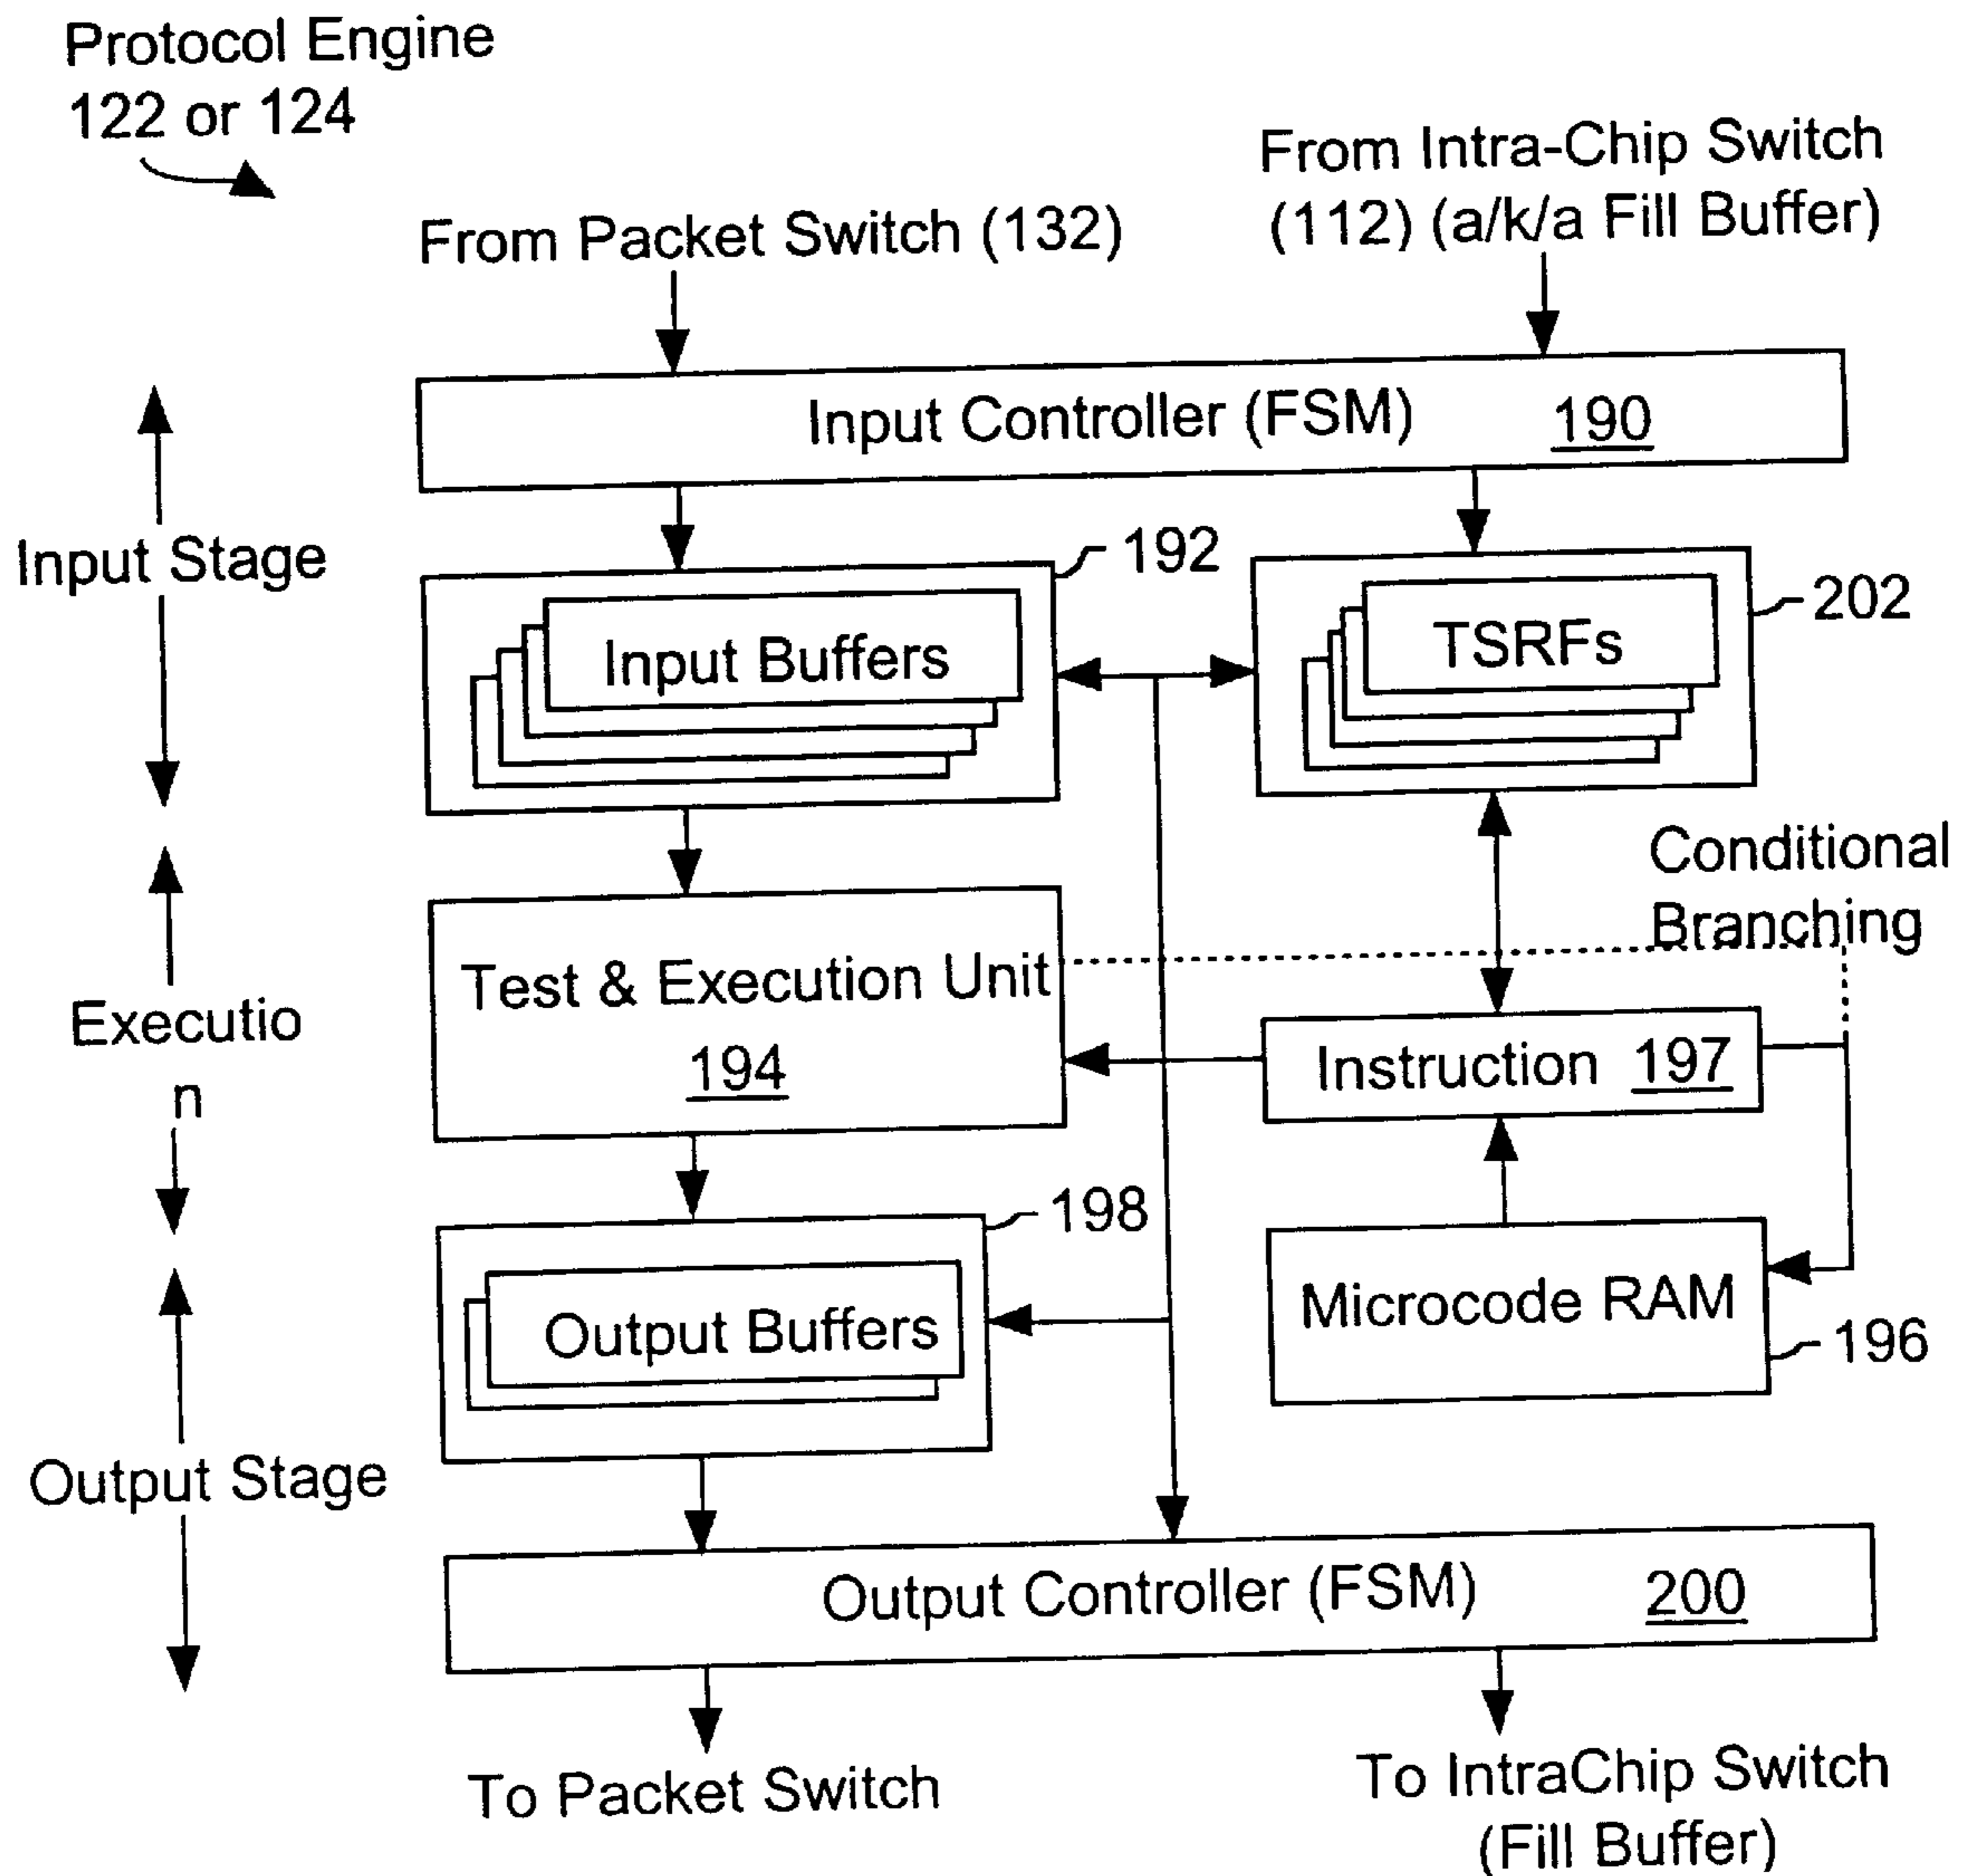 Protocol Engine
122 or 124
From Intra-Chip Switch
(112) (a/k/a Fill Buffer)
From Packet Switch (132)
Input Controller (FSM) 190
Input Stage
192
202
Input Buffers
TSRFs
Conditional
Branching
Test & Execution Unit
194
Executio
n
Instruction 197
198
Microcode RAM
196
Output Buffers
Output Stage
Output Controller (FSM) 200
To Packet Switch
To IntraChip Switch
(Fill Buffer)